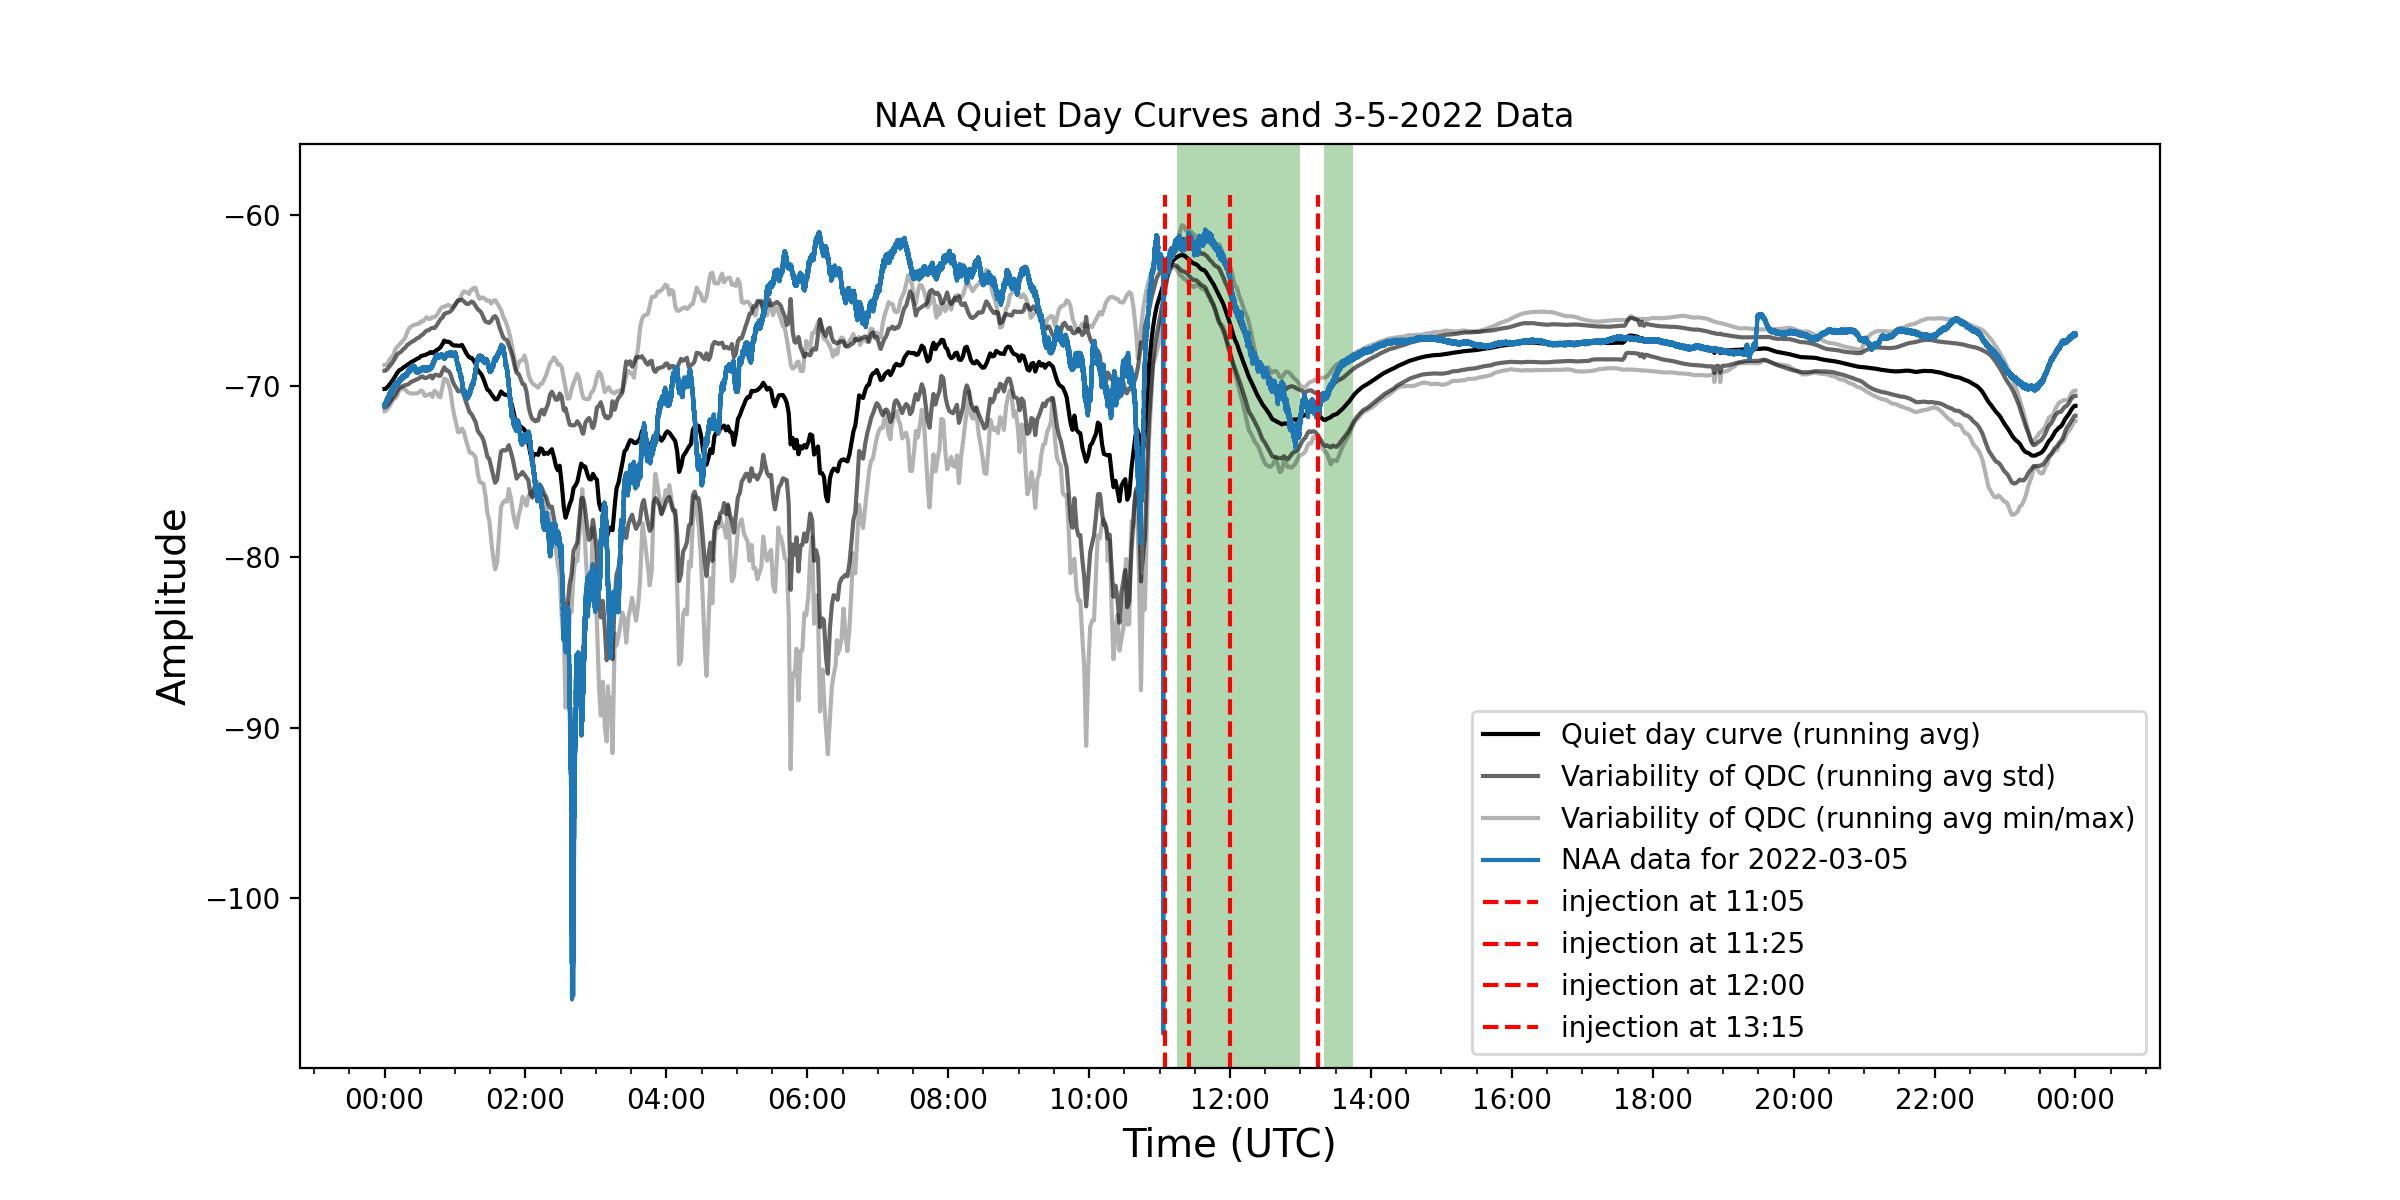 NAA Quiet Day Curves and 3-5-2022 Data
Amplitude
−60
−70
−80
−90
−100
Quiet day curve (running avg)
Variability of QDC (running avg std)
Variability of QDC (running avg min/max)
NAA data for 2022-03-05
injection at 11:05
injection at 11:25
injection at 12:00
injection at 13:15
00:00 02:00 04:00 06:00 08:00 10:00 12:00 14:00 16:00 18:00 20:00 22:00 00:00
Time (UTC)